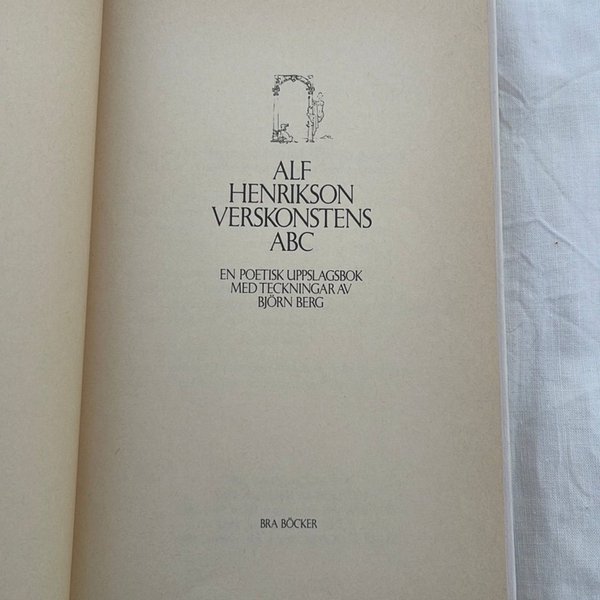 ALF
HENRIKSON
VERSKONSTENS
ABC
EN POETISK UPPSLAGSBOK
MED TECKNINGAR AV
BJÖRN BERG
BRA BÖCKER